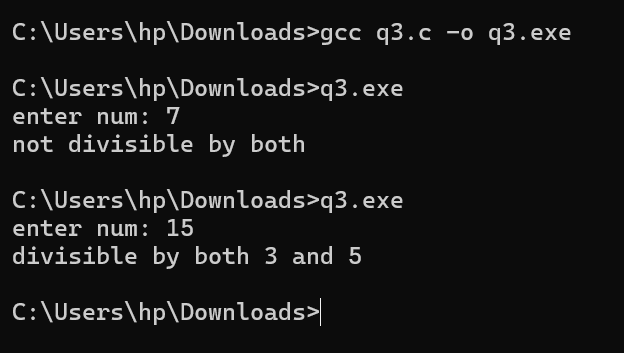 C:\Users\hp\Downloads>gcc q3.c -o q3.exe
C:\Users\hp\Downloads>q3.exe
enter num: 7
not divisible by both
C:\Users\hp\Downloads>q3.exe
enter num: 15
divisible by both 3 and 5
C:\Users\hp\Downloads>